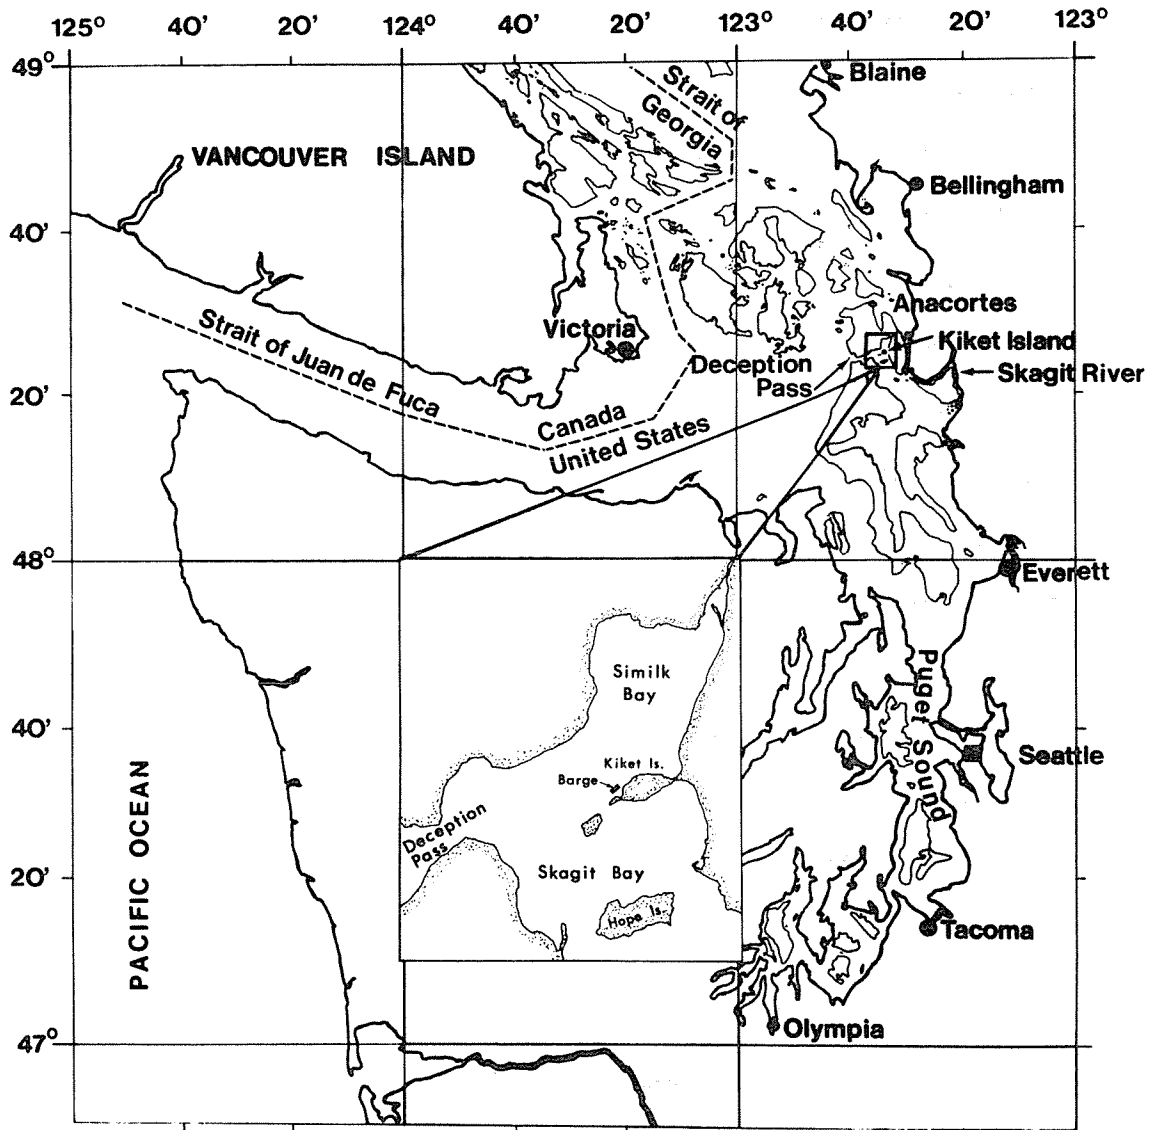 125° 40' 20' 124° 40' 20' 123° 40' 20' 123°
49°
Blaine
Strait of
Georgia
VANCOUVER ISLAND
Bellingham
40'
Anacortes
Victoria
Kiket Island
Strait of Juan de Fuca
Deception
Pass
Skagit River
20'
Canada
United States
48°
Everett
Similk
Bay
Puget Sound
40'
Seattle
Kiket Is.
Barge
PACIFIC OCEAN
Deception
Pass
20'
Skagit Bay
Hope Is.
Tacoma
Olympia
47°